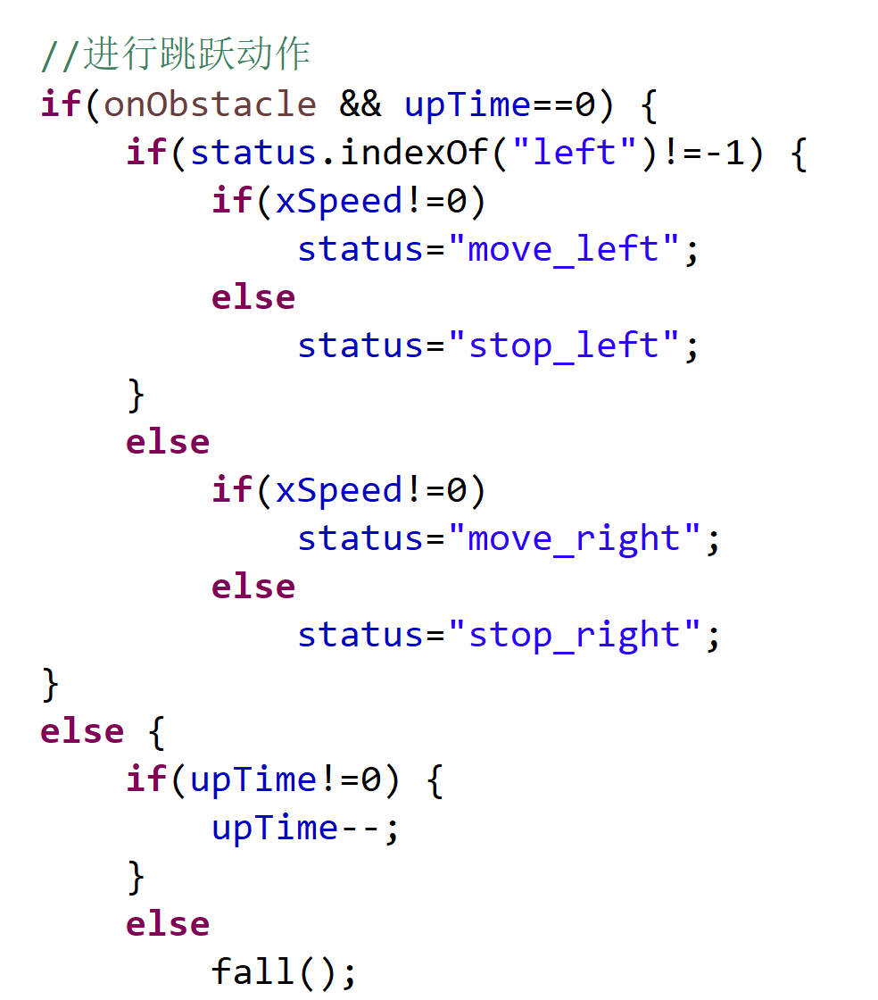 //进行跳跃动作
if(onObstacle && upTime==0) {
    if(status.indexOf("left")!=-1) {
        if(xSpeed!=0)
            status="move_left";
        else
            status="stop_left";
    }
    else
        if(xSpeed!=0)
            status="move_right";
        else
            status="stop_right";
}
else {
    if(upTime!=0) {
        upTime--;
    }
    else
        fall();